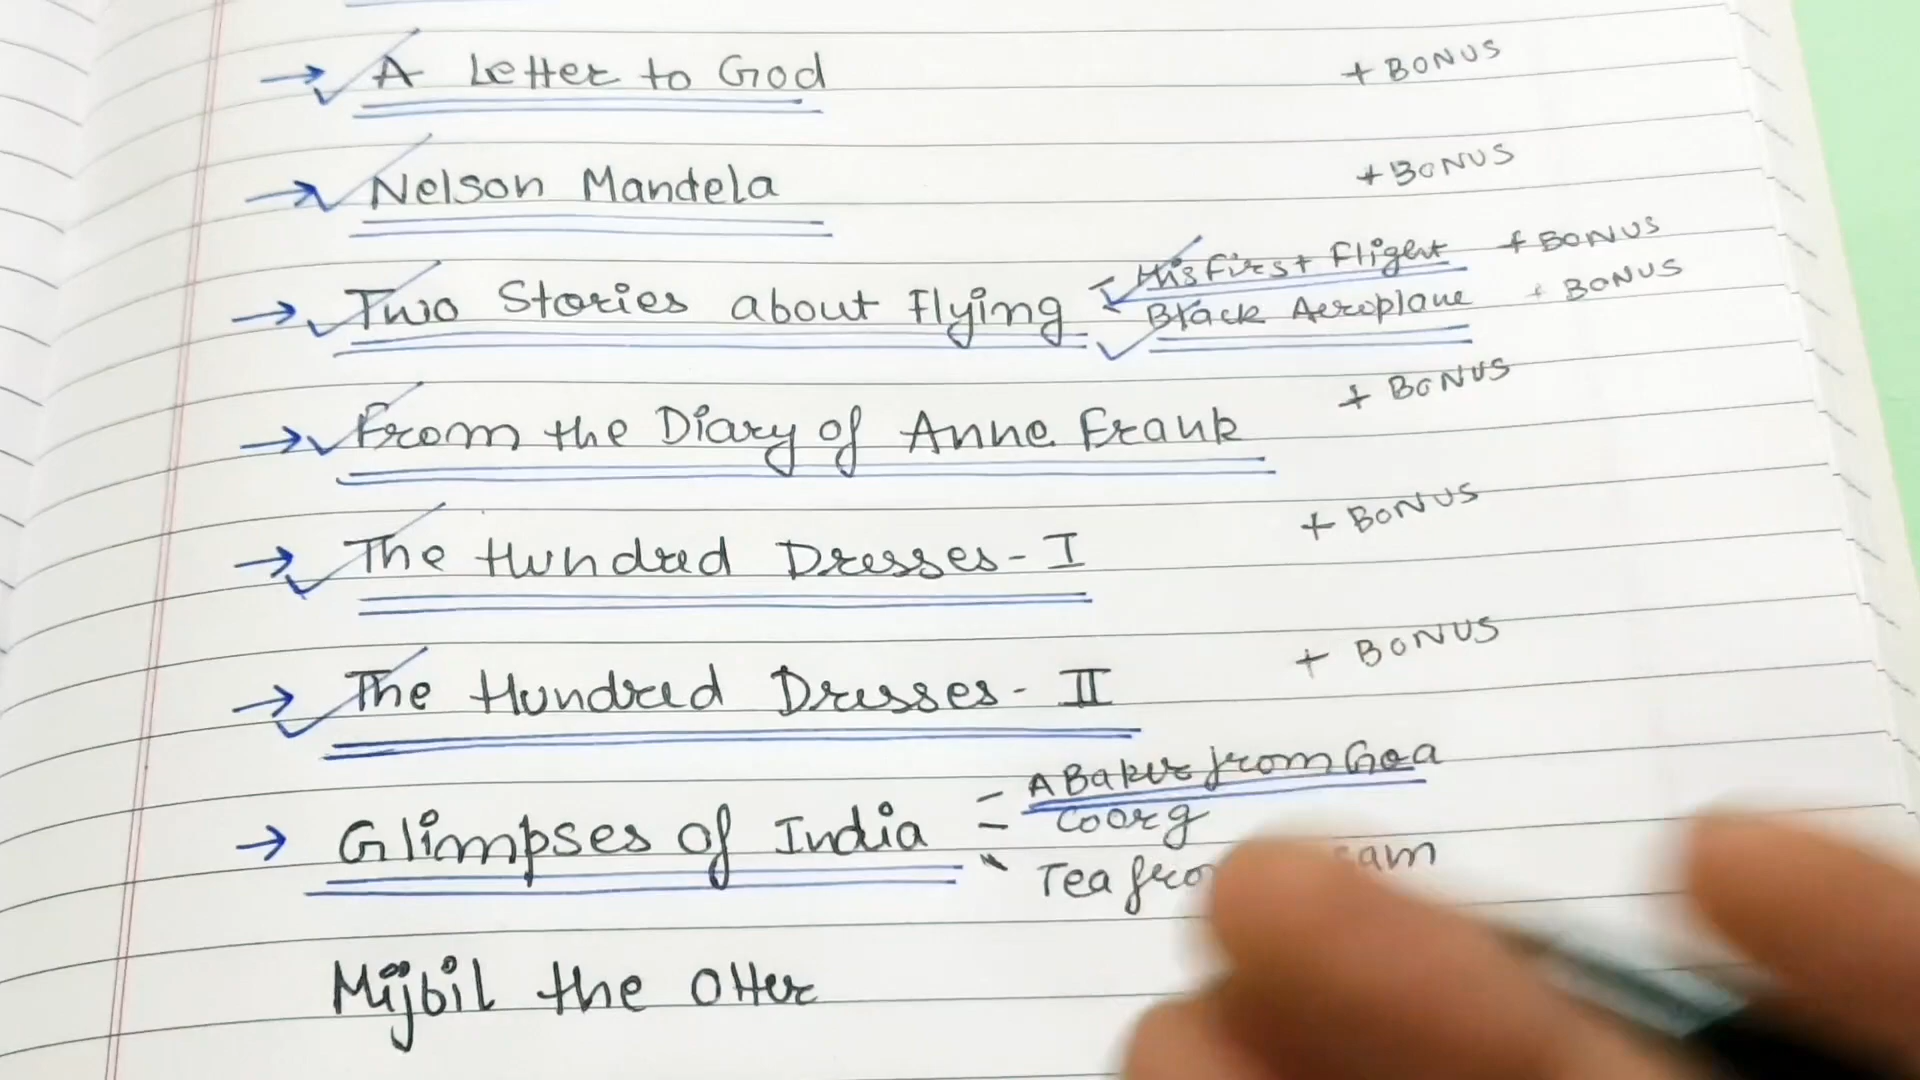 → A Letter to God + BONUS
→ Nelson Mandela + BONUS
→ Two Stories about Flying
His First Flight + BONUS
Black Aeroplane + BONUS
→ From the Diary of Anne Frank + BONUS
→ The Hundred Dresses - I + BONUS
→ The Hundred Dresses - II + BONUS
→ Glimpses of India
- A Baker from Goa
- Coorg
Tea
Mijbil the Otter